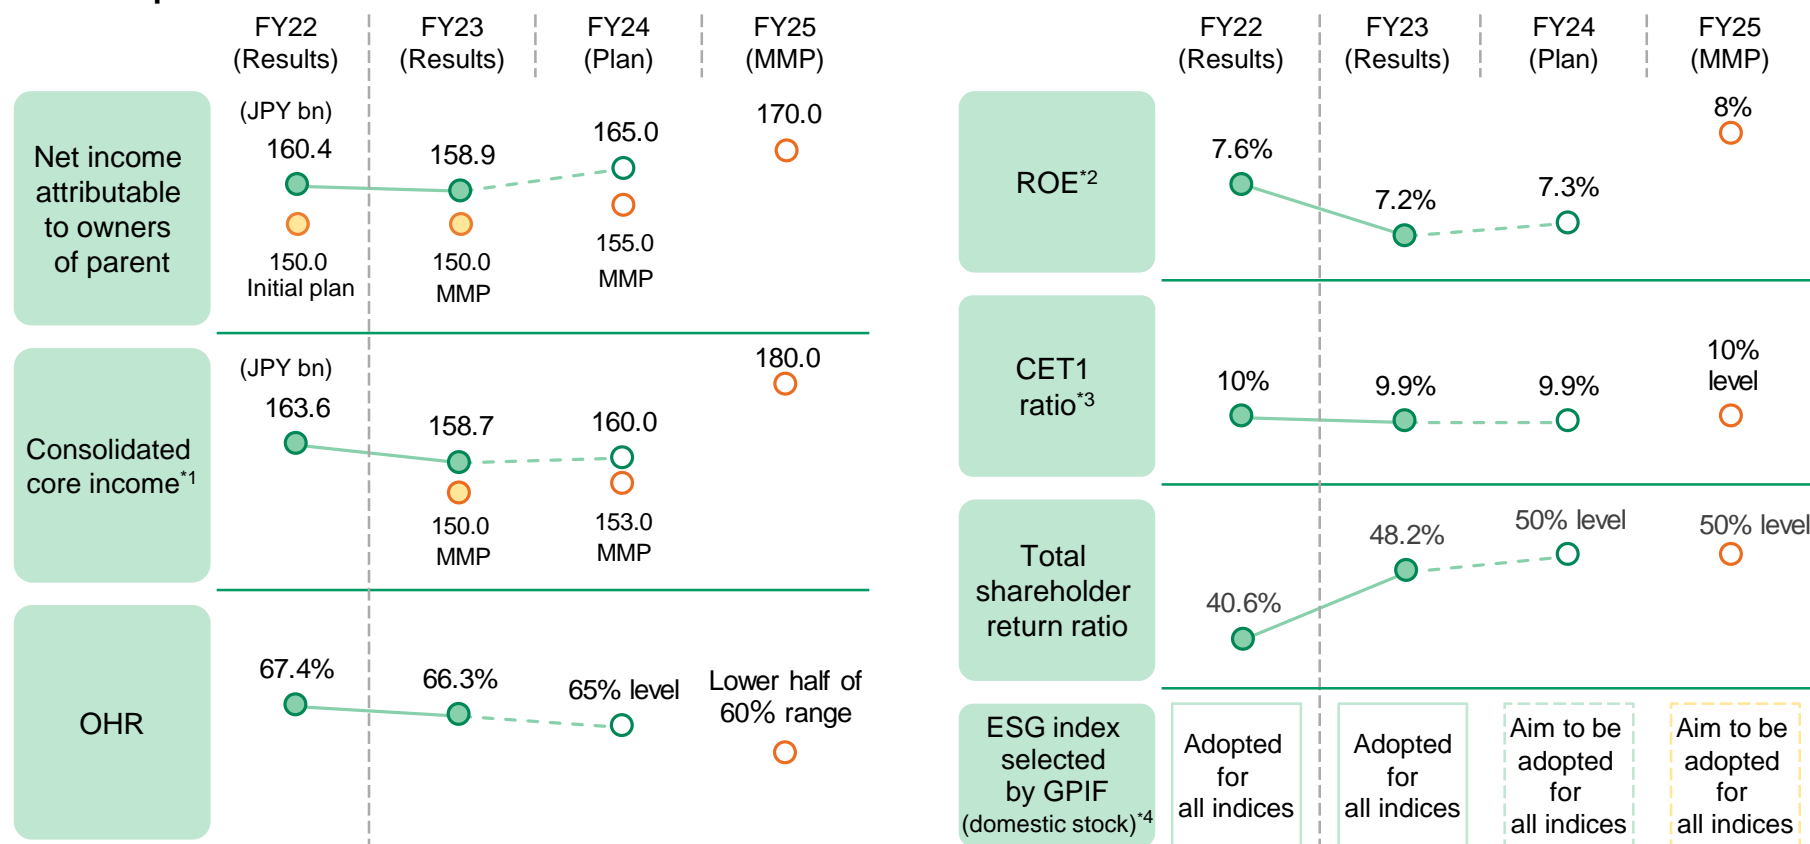 FY22
(Results)
FY23
(Results)
FY24
(Plan)
FY25
(MMP)
Net income
attributable
to owners
of parent
(JPY bn)
160.4
158.9
165.0
170.0
150.0
Initial plan
150.0
MMP
155.0
MMP
Consolidated
core income*1
(JPY bn)
163.6
158.7
160.0
180.0
150.0
MMP
153.0
MMP
OHR
67.4%
66.3%
65% level
Lower half of
60% range
FY22
(Results)
FY23
(Results)
FY24
(Plan)
FY25
(MMP)
ROE*2
7.6%
7.2%
7.3%
8%
CET1
ratio*3
10%
9.9%
9.9%
10%
level
Total
shareholder
return ratio
40.6%
48.2%
50% level
50% level
ESG index
selected
by GPIF
(domestic stock)*4
Adopted
for
all indices
Adopted
for
all indices
Aim to be
adopted
for
all indices
Aim to be
adopted
for
all indices